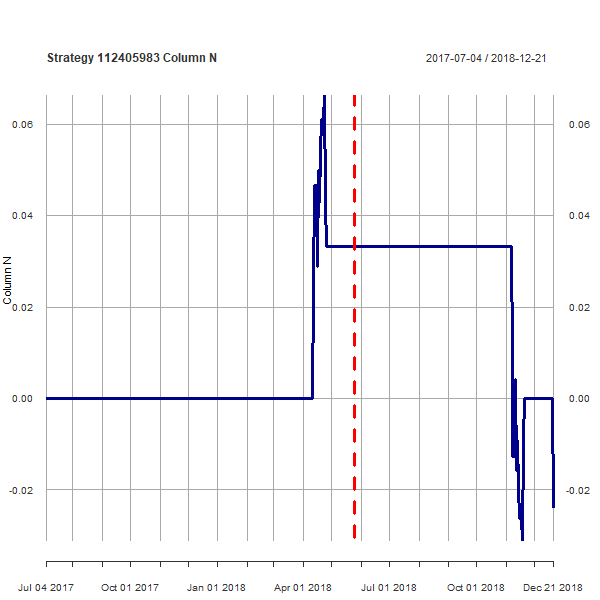 Strategy 112405983 Column N
2017-07-04 / 2018-12-21
0.06
0.06
0.04
0.04
Column N
0.02
0.02
0.00
0.00
-0.02
-0.02
Jul 04 2017
Oct 01 2017
Jan 01 2018
Apr 01 2018
Jul 01 2018
Oct 01 2018
Dec 21 2018